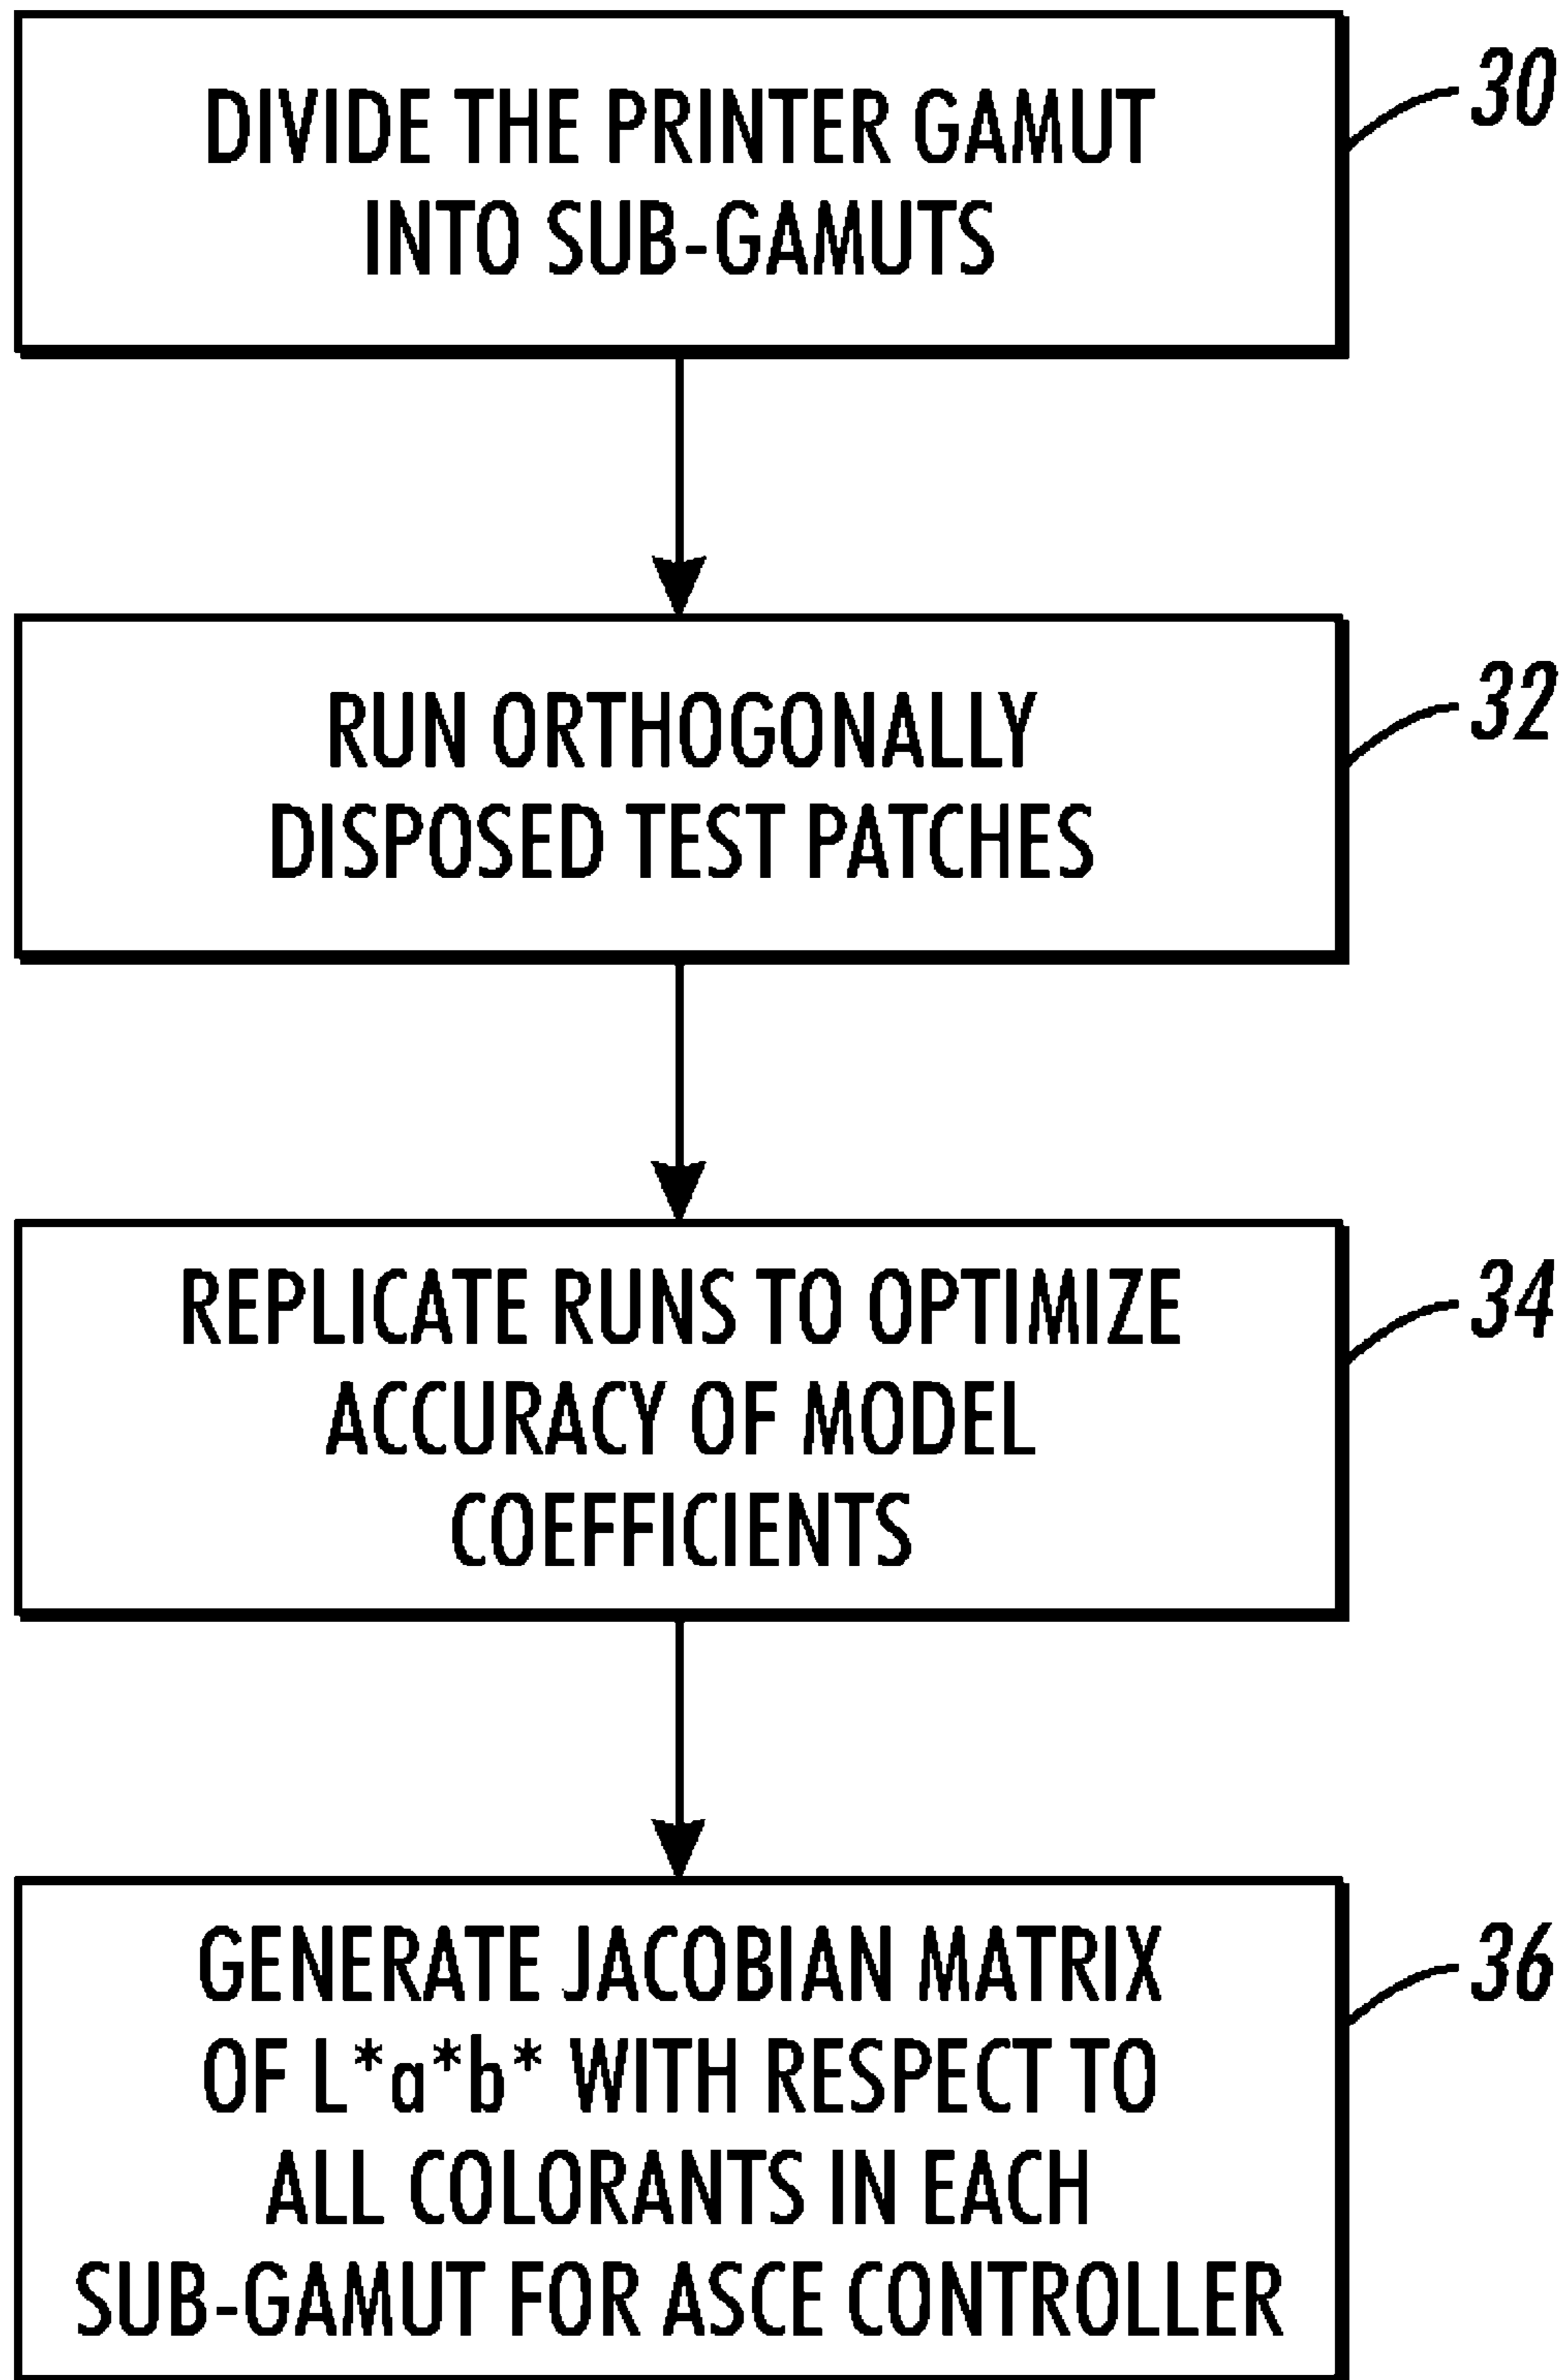 DIVIDE THE PRINTER GAMUT
INTO SUB-GAMUTS
30
RUN ORTHOGONALLY
DISPOSED TEST PATCHES
32
REPLICATE RUNS TO OPTIMIZE
ACCURACY OF MODEL
COEFFICIENTS
34
GENERATE JACOBIAN MATRIX
OF L*a*b* WITH RESPECT TO
ALL COLORANTS IN EACH
SUB-GAMUT FOR ASCE CONTROLLER
36